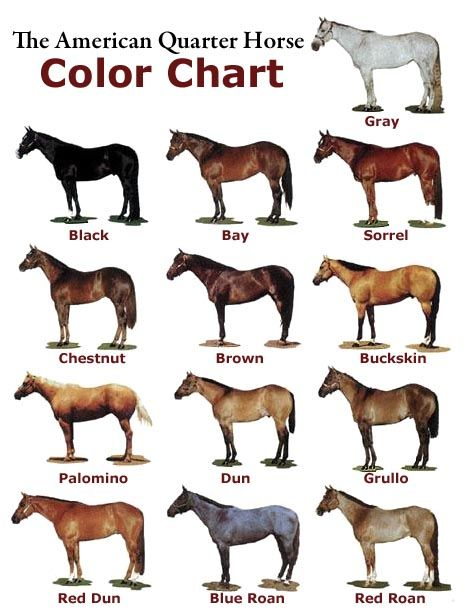 The American Quarter Horse
Color Chart
Gray
Black
Bay
Sorrel
Chestnut
Brown
Buckskin
Palomino
Dun
Grullo
Red Dun
Blue Roan
Red Roan